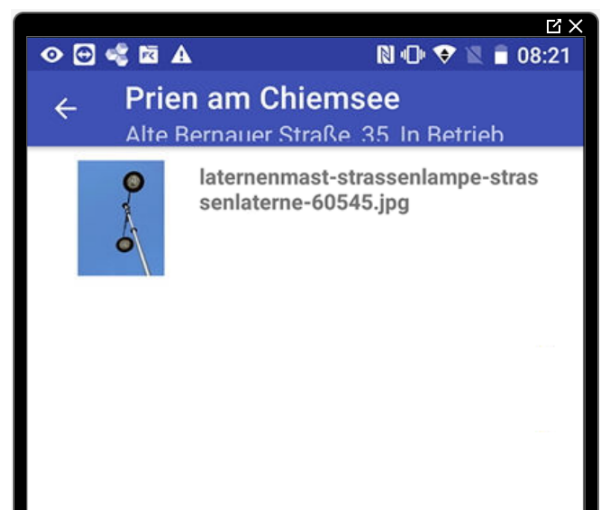 08:21
Prien am Chiemsee
Alte Bernauer Straße, 35, In Betrieb
laternenmast-strassenlampe-stras
senlaterne-60545.jpg